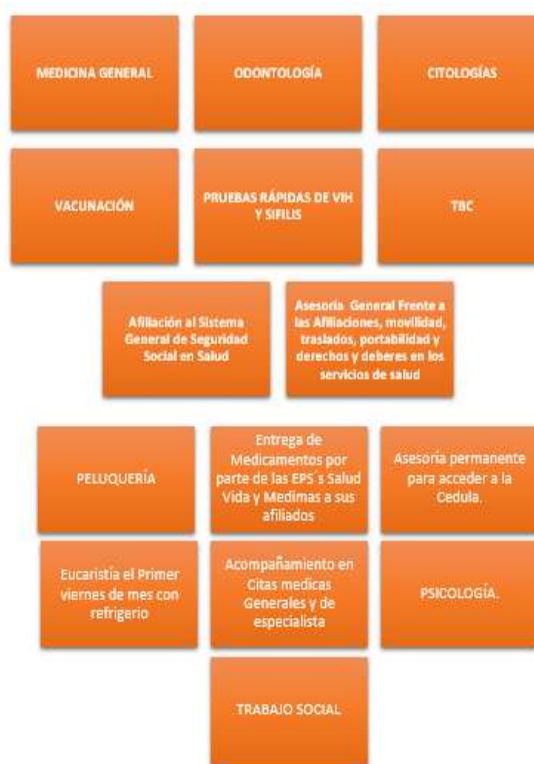 MEDICINA GENERAL
ODONTOLOGÍA
CITOLOGÍAS
VACUNACIÓN
PRUEBAS RÁPIDAS DE VIH
Y SIFILIS
TBC
Afiliación al Sistema
General de Seguridad
Social en Salud
Asesoría General Frente a
las Afiliaciones, movilidad,
traslados, portabilidad y
derechos y deberes en los
servicios de salud
PELUQUERÍA
Entrega de
Medicamentos por
parte de las EPS´s Salud
Vida y Medimas a sus
afiliados
Asesoría permanente
para acceder a la
Cedula.
Eucaristía el Primer
viernes de mes con
refrigerio
Acompañamiento en
Citas medicas
Generales y de
especialista
PSICOLOGÍA.
TRABAJO SOCIAL